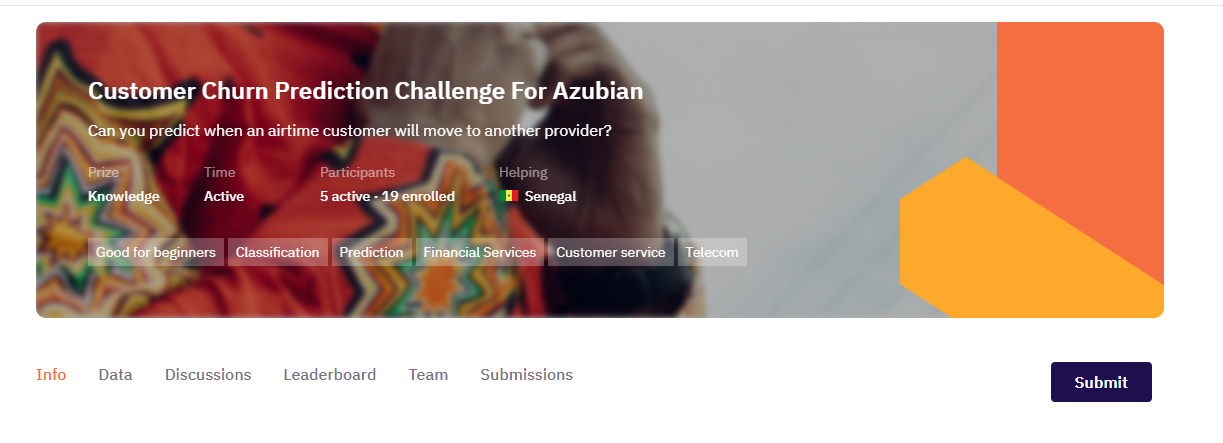 Customer Churn Prediction Challenge For Azubian
Can you predict when an airtime customer will move to another provider?
Prize Time Participants Helping
Knowledge Active 5 active · 19 enrolled Senegal
Good for beginners Classification Prediction Financial Services Customer service Telecom
Info Data Discussions Leaderboard Team Submissions Submit